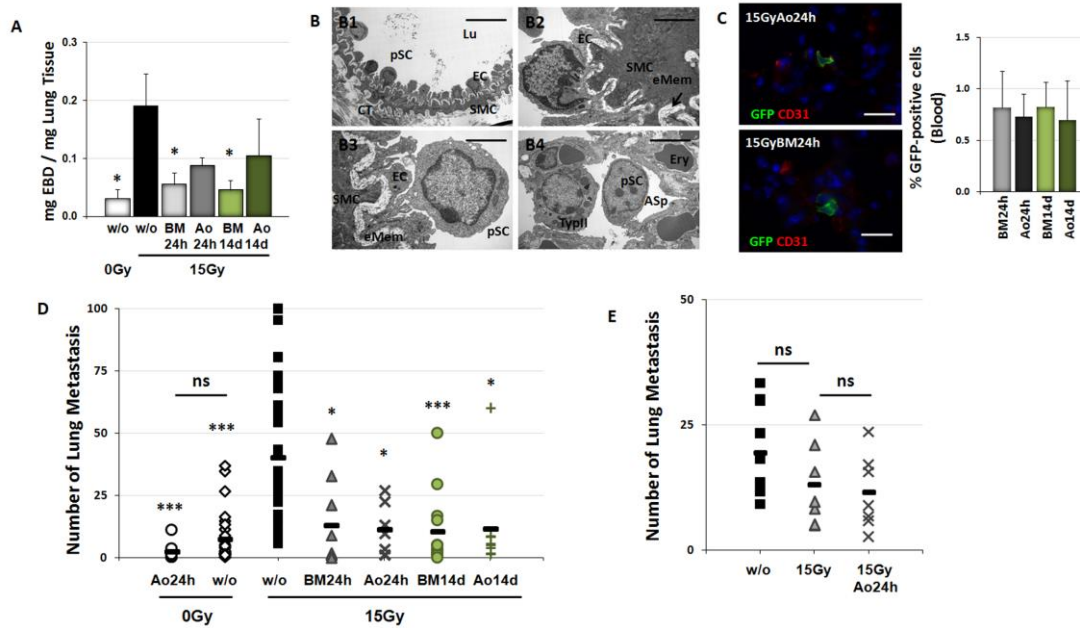 A
mg EBD / mg Lung Tissue
0.3
0.2
0.1
0.0
*
*
*
w/o w/o BM 24h Ao 24h BM 14d Ao 14d
0Gy 15Gy
B
B1
Lu
pSC
EC
CT
SMC
B2
EC
SMC
eMem
B3
EC
SMC
eMem
pSC
B4
Ery
pSC
ASp
TypII
C
15GyAo24h
GFP CD31
15GyBM24h
GFP CD31
% GFP-positive cells
(Blood)
1.5
1.0
0.5
0.0
BM24h Ao24h BM14d Ao14d
D
Number of Lung Metastasis
100
75
50
25
0
ns
***
***
*
*
***
*
Ao24h w/o w/o BM24h Ao24h BM14d Ao14d
0Gy 15Gy
E
Number of Lung Metastasis
50
25
0
ns
ns
w/o 15Gy 15Gy
Ao24h